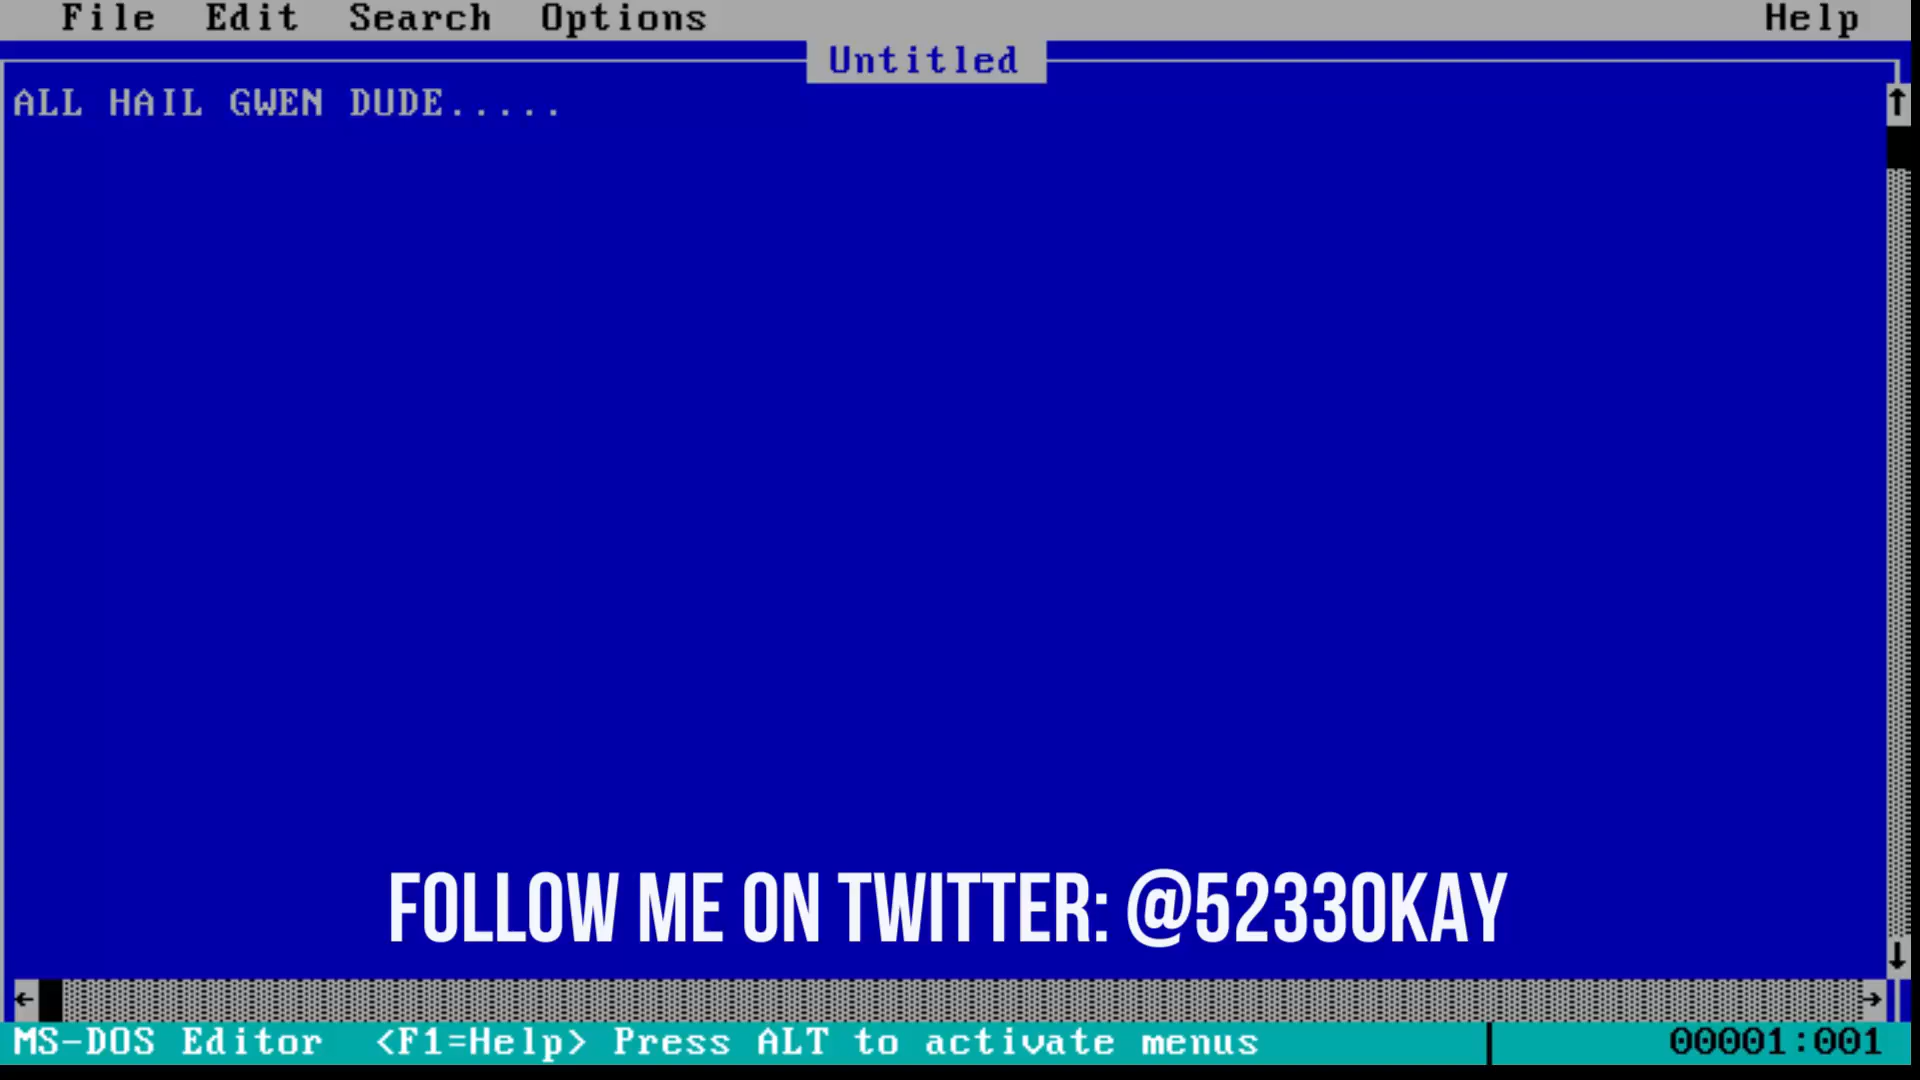 File Edit Search Options Help
Untitled
ALL HAIL GWEN DUDE.....
FOLLOW ME ON TWITTER: @52330KAY
MS-DOS Editor <F1=Help> Press ALT to activate menus 00001:001